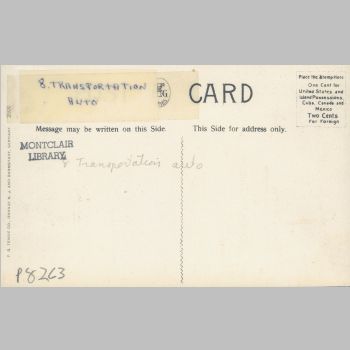 8. TRANSPORTATION
AUTO
CARD
Place the Stamp Here
One Cent for
United States and
Island Possessions,
Cuba, Canada and
Mexico
Two Cents
For Foreign
Message may be written on this Side.
This Side for address only.
MONTCLAIR
LIBRARY
8 Transportation auto
P8263